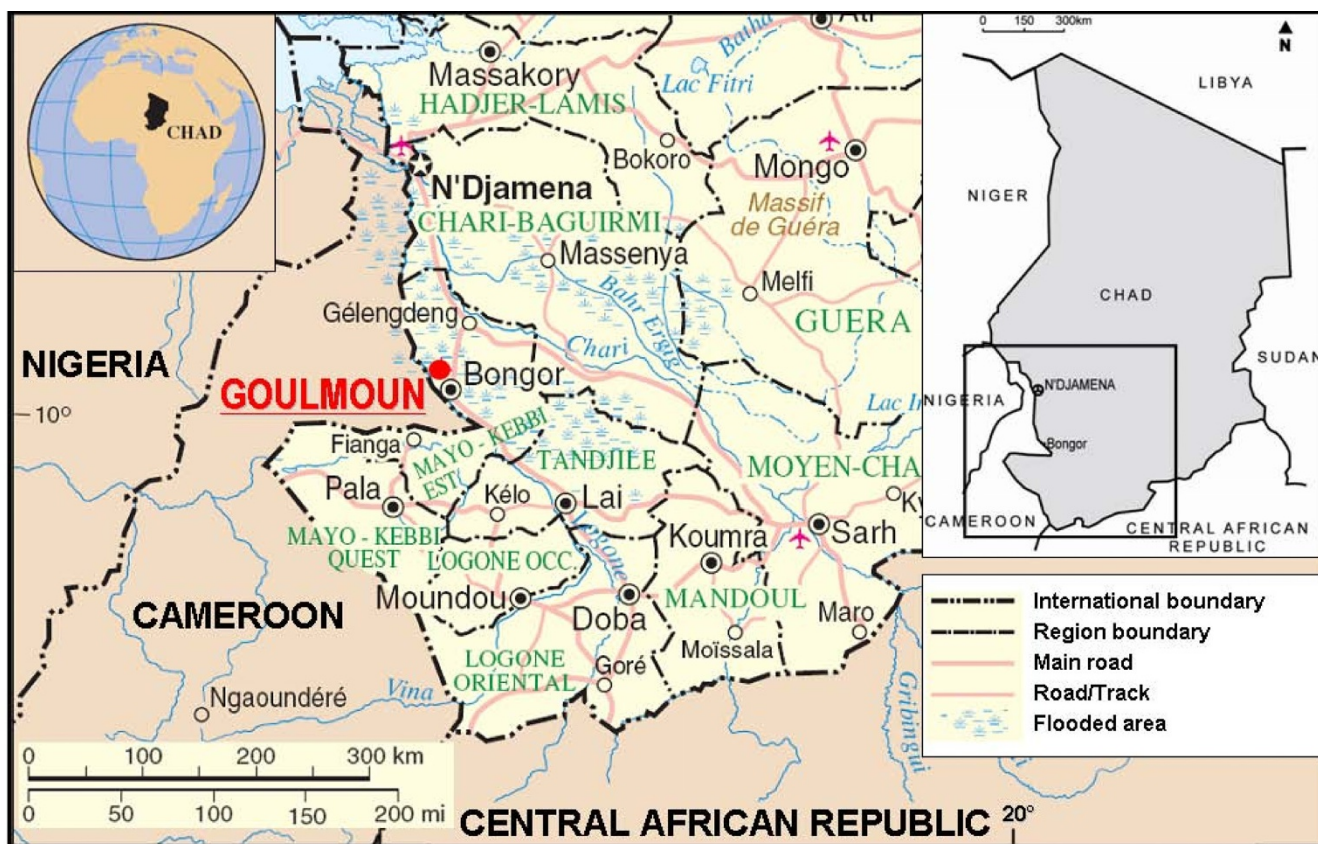 CHAD
Massakory
HADJER-LAMIS
Batha
Lac Fitri
Bokoro
Mongo
Massif
de Guéra
N'Djamena
CHARI-BAGUIRMI
Massenya
Melfi
Bahr Ergig
GUERA
Gélengdeng
Chari
NIGERIA
GOULMOUN
Bongor
10°
Fianga
MAYO - KEBBI
EST
TANDJILE
MOYEN-CHA
Pala
Kélo
Lai
Sarh
Koumra
MAYO - KEBBI
QUEST
LOGONE OCC.
Logone
CAMEROON
Moundou
Doba
MANDOUL
Maro
Moïssala
LOGONE
ORIENTAL
Goré
Vina
Ngaoundéré
Gribingui
0 100 200 300 km
0 50 100 150 200 mi
CENTRAL AFRICAN REPUBLIC
20°
0 150 300km
N
LIBYA
NIGER
CHAD
SUDAN
N'DJAMENA
NIGERIA
Bongor
CAMEROON
CENTRAL AFRICAN
REPUBLIC
International boundary
Region boundary
Main road
Road/Track
Flooded area